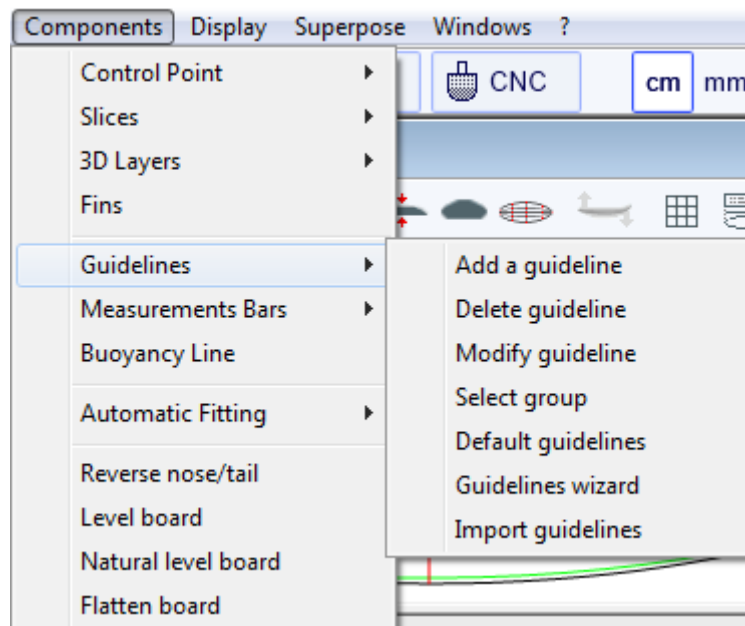 Components Display Superpose Windows ?
CNC cm mm
Control Point
Slices
3D Layers
Fins
Guidelines
Measurements Bars
Buoyancy Line
Automatic Fitting
Reverse nose/tail
Level board
Natural level board
Flatten board
Add a guideline
Delete guideline
Modify guideline
Select group
Default guidelines
Guidelines wizard
Import guidelines